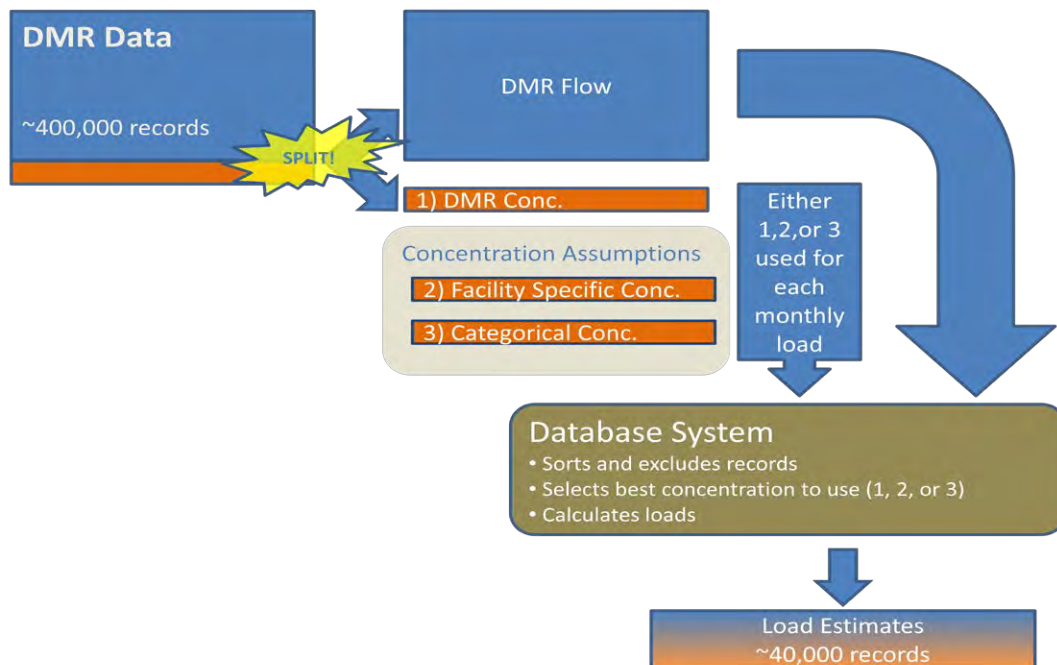 DMR Data
~400,000 records
SPLIT!
DMR Flow
1) DMR Conc.
Concentration Assumptions
2) Facility Specific Conc.
3) Categorical Conc.
Either
1,2,or 3
used for
each
monthly
load
Database System
• Sorts and excludes records
• Selects best concentration to use (1, 2, or 3)
• Calculates loads
Load Estimates
~40,000 records